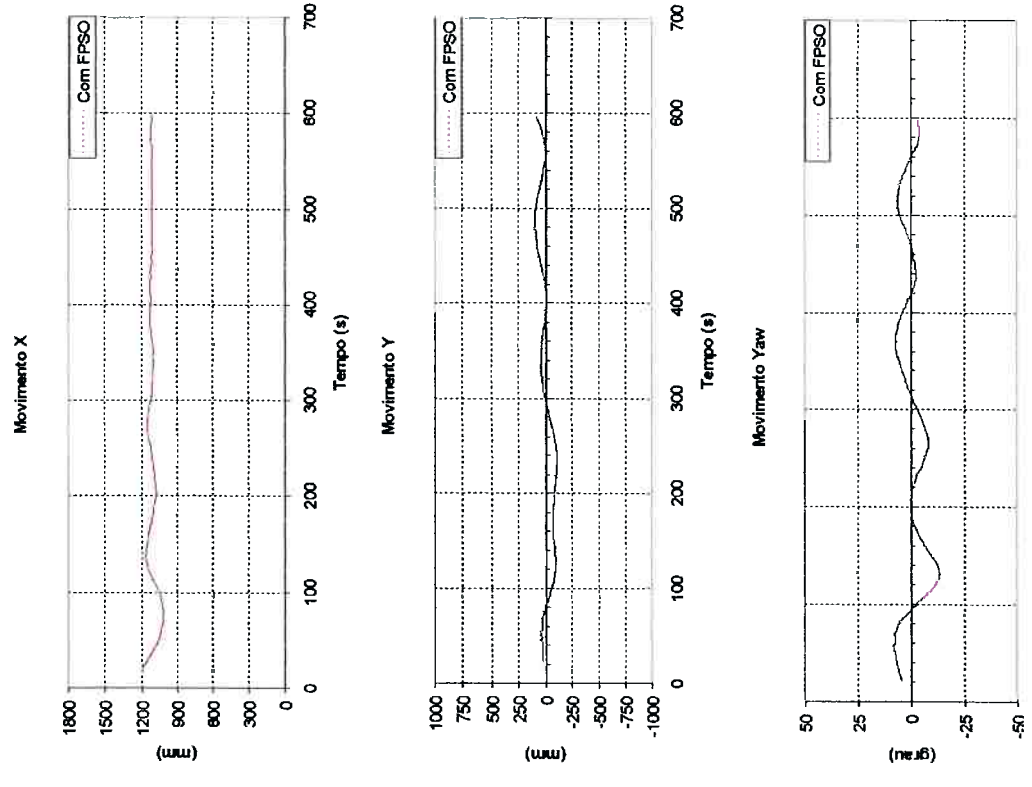 Movimento X
Com FPSO
1800
1500
1200
900
600
300
0
(mm)
0 100 200 300 400 500 600 700
Tempo (s)
Movimento Y
Com FPSO
1000
750
500
250
0
-250
-500
-750
-1000
(mm)
0 100 200 300 400 500 600 700
Tempo (s)
Movimento Yaw
Com FPSO
50
25
0
-25
-50
(grau)